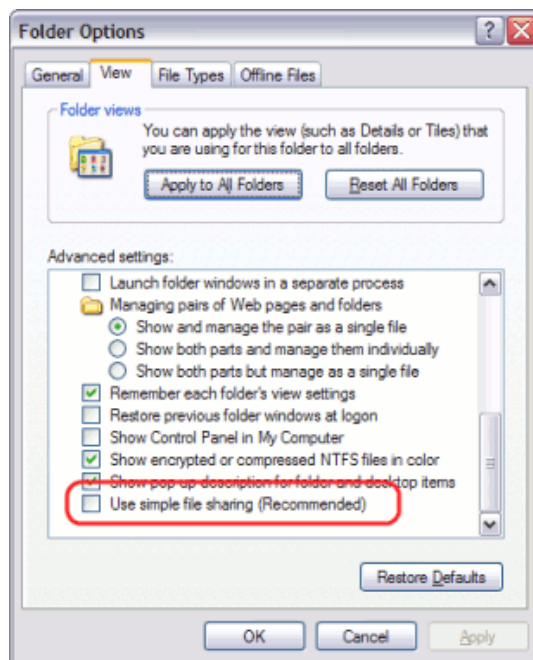 Folder Options
General View File Types Offline Files
Folder views
You can apply the view (such as Details or Tiles) that
you are using for this folder to all folders.
Apply to All Folders Reset All Folders
Advanced settings:
Launch folder windows in a separate process
Managing pairs of Web pages and folders
Show and manage the pair as a single file
Show both parts and manage them individually
Show both parts but manage as a single file
Remember each folder's view settings
Restore previous folder windows at logon
Show Control Panel in My Computer
Show encrypted or compressed NTFS files in color
Show pop-up description for folder and desktop items
Use simple file sharing (Recommended)
Restore Defaults
OK Cancel Apply